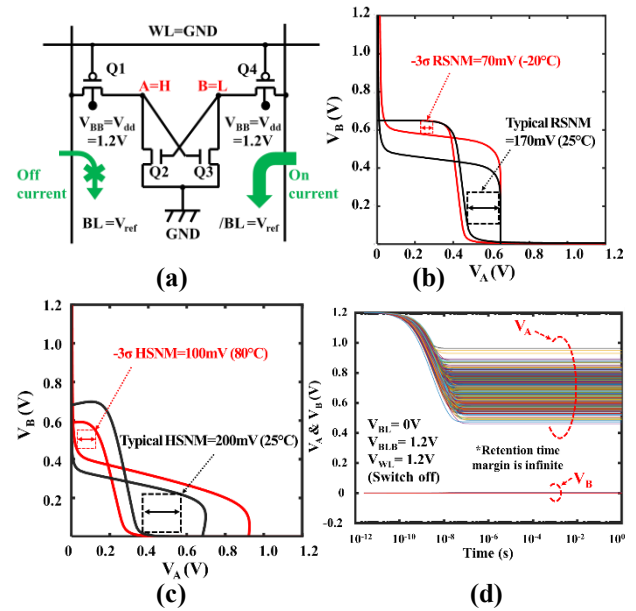 (a)
WL=GND
Q1
Q4
A=H
B=L
V_BB=V_dd
=1.2V
V_BB=V_dd
=1.2V
Q2
Q3
Off
current
On
current
BL=V_ref
/BL=V_ref
GND
(b)
1.2
1.0
0.8
0.6
0.4
0.2
V_B (V)
-3σ RSNM=70mV (-20°C)
Typical RSNM
=170mV (25°C)
0 0.2 0.4 0.6 0.8 1.0 1.2
V_A (V)
(c)
1.2
1.0
0.8
0.6
0.4
0.2
V_B (V)
-3σ HSNM=100mV (80°C)
Typical HSNM=200mV (25°C)
0 0.2 0.4 0.6 0.8 1.0 1.2
V_A (V)
(d)
1.2
1.0
0.8
0.6
0.4
0.2
0
-0.2
V_A & V_B (V)
V_A
V_BL= 0V
V_BLB= 1.2V
V_WL= 1.2V
(Switch off)
*Retention time
margin is infinite
V_B
10^-12 10^-10 10^-8 10^-6 10^-4 10^-2 10^0
Time (s)